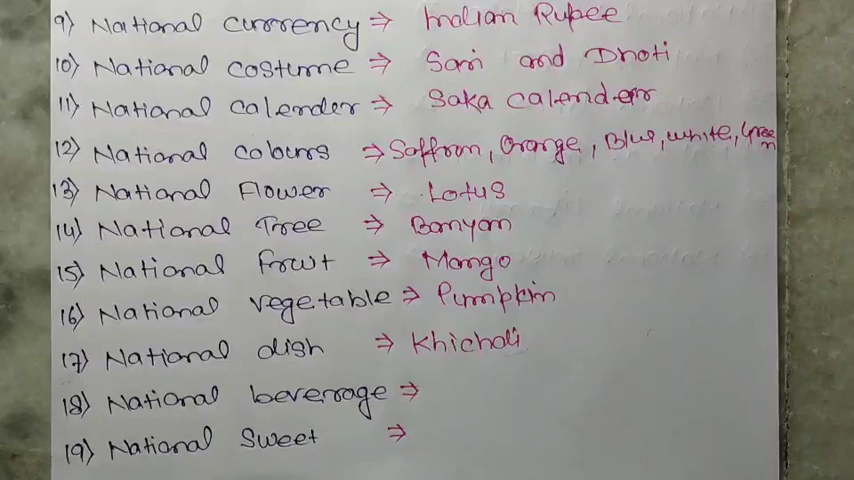 9) National currency ⇒ Indian Rupee
10) National costume ⇒ Sari and Dhoti
11) National calender ⇒ Saka calender
12) National colours ⇒ Saffron, Orange, Blue, white, Green
13) National Flower ⇒ Lotus
14) National Tree ⇒ Banyan
15) National fruit ⇒ Mango
16) National vegetable ⇒ Pumpkin
17) National dish ⇒ Khichdi
18) National beverage ⇒
19) National Sweet ⇒